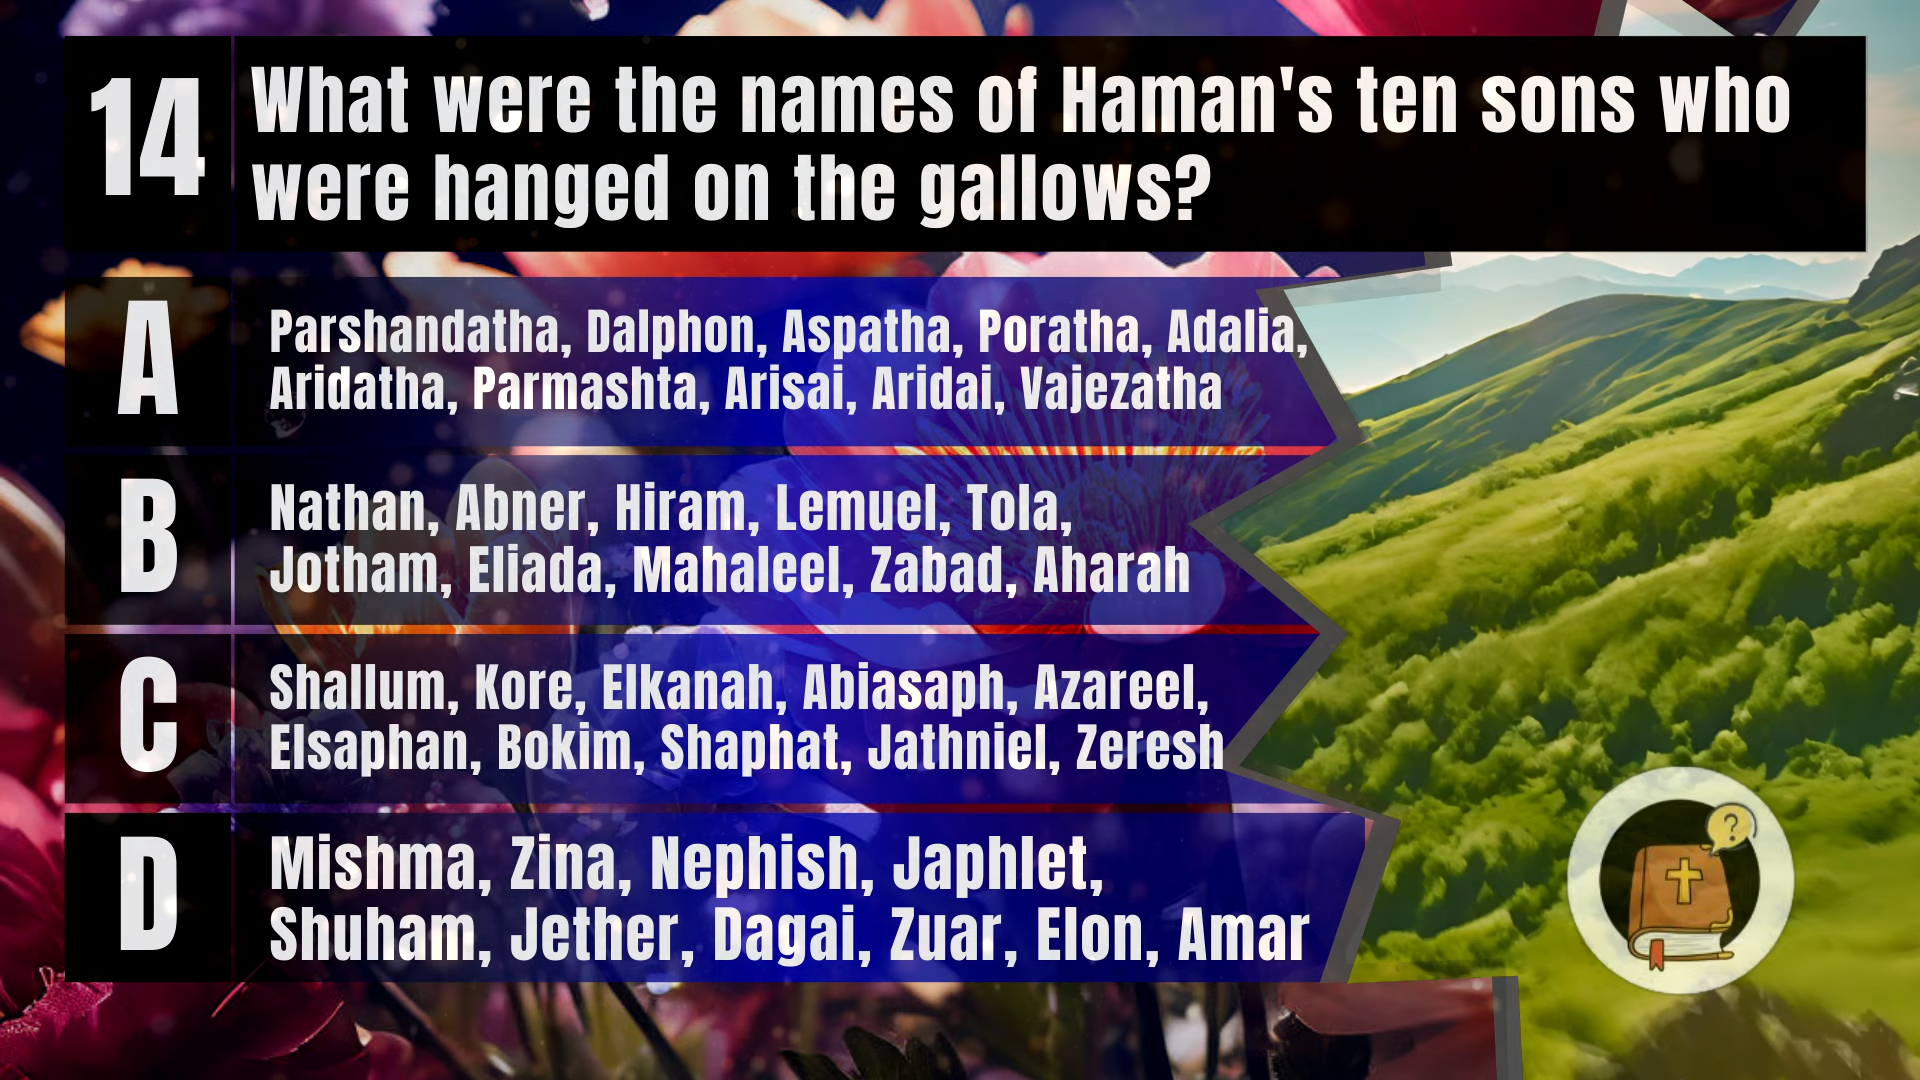 14
What were the names of Haman's ten sons who
were hanged on the gallows?
A
Parshandatha, Dalphon, Aspatha, Poratha, Adalia,
Aridatha, Parmashta, Arisai, Aridai, Vajezatha
B
Nathan, Abner, Hiram, Lemuel, Tola,
Jotham, Eliada, Mahaleel, Zabad, Aharah
C
Shallum, Kore, Elkanah, Abiasaph, Azareel,
Elsaphan, Bokim, Shaphat, Jathniel, Zeresh
D
Mishma, Zina, Nephish, Japhlet,
Shuham, Jether, Dagai, Zuar, Elon, Amar
?